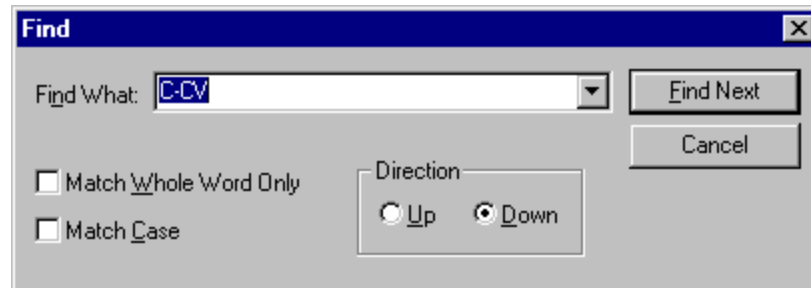 Find
Find What: C-CV Find Next
Cancel
Match Whole Word Only
Match Case
Direction
Up Down